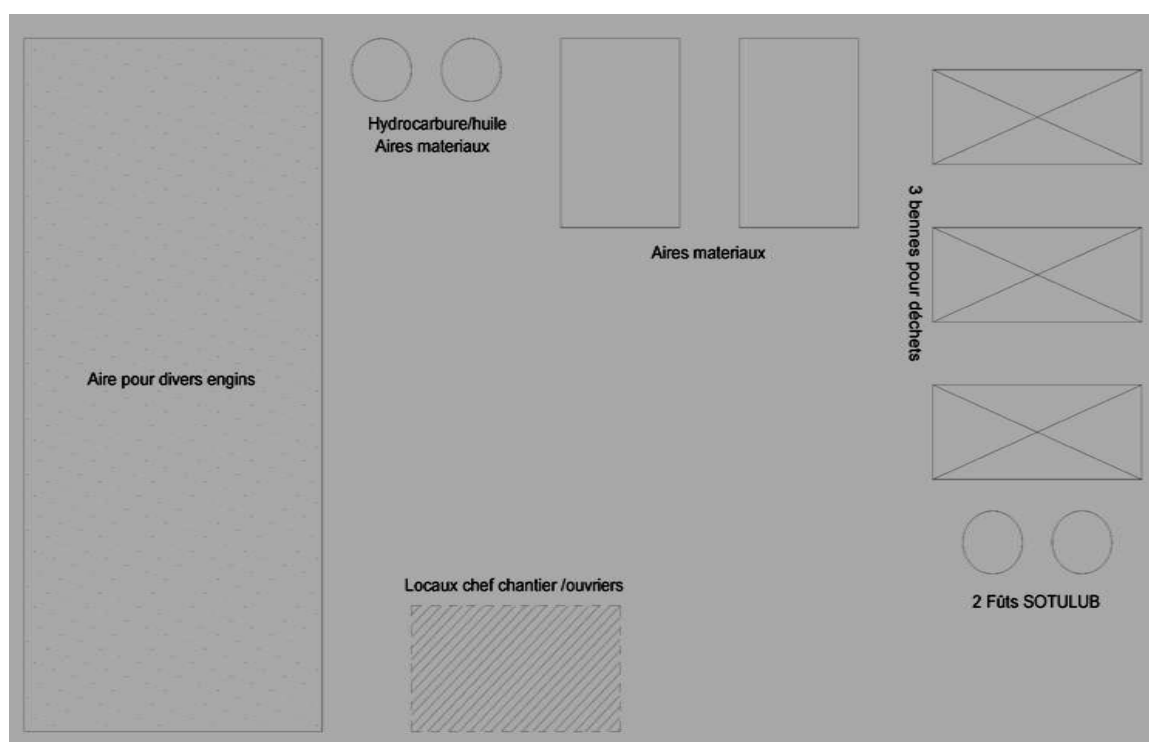 Hydrocarbure/huile
Aires materiaux
Aires materiaux
3 bennes pour déchets
Aire pour divers engins
Locaux chef chantier /ouvriers
2 Fûts SOTULUB